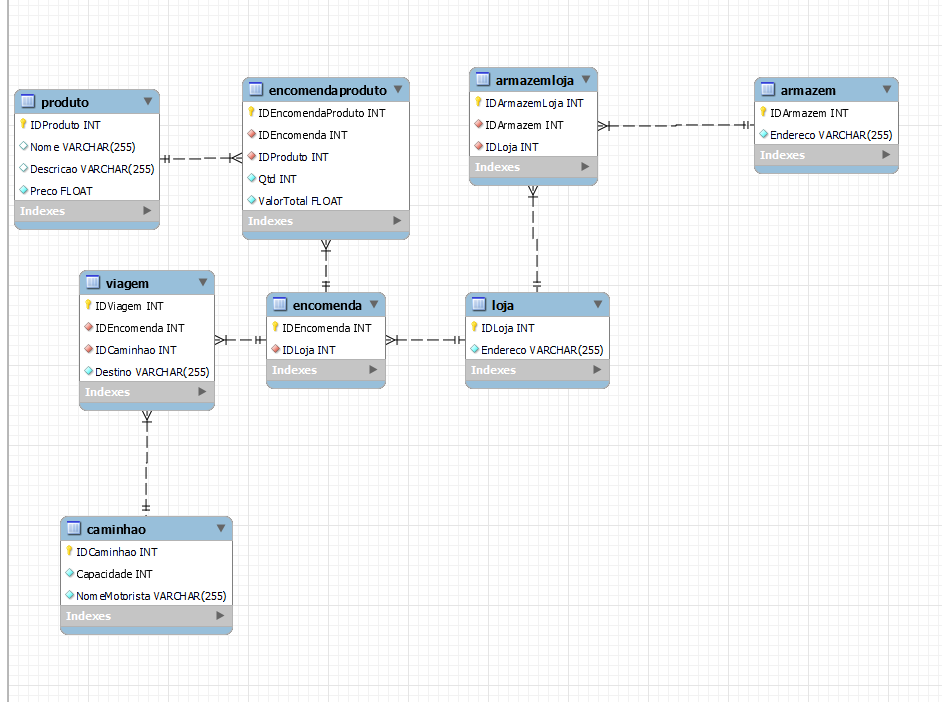 produto
IDProduto INT
Nome VARCHAR(255)
Descricao VARCHAR(255)
Preco FLOAT
Indexes
encomendaproduto
IDEncomendaProduto INT
IDEncomenda INT
IDProduto INT
Qtd INT
ValorTotal FLOAT
Indexes
armazemloja
IDArmazemLoja INT
IDArmazem INT
IDLoja INT
Indexes
armazem
IDArmazem INT
Endereco VARCHAR(255)
Indexes
viagem
IDViagem INT
IDEncomenda INT
IDCaminhao INT
Destino VARCHAR(255)
Indexes
encomenda
IDEncomenda INT
IDLoja INT
Indexes
loja
IDLoja INT
Endereco VARCHAR(255)
Indexes
caminhao
IDCaminhao INT
Capacidade INT
NomeMotorista VARCHAR(255)
Indexes